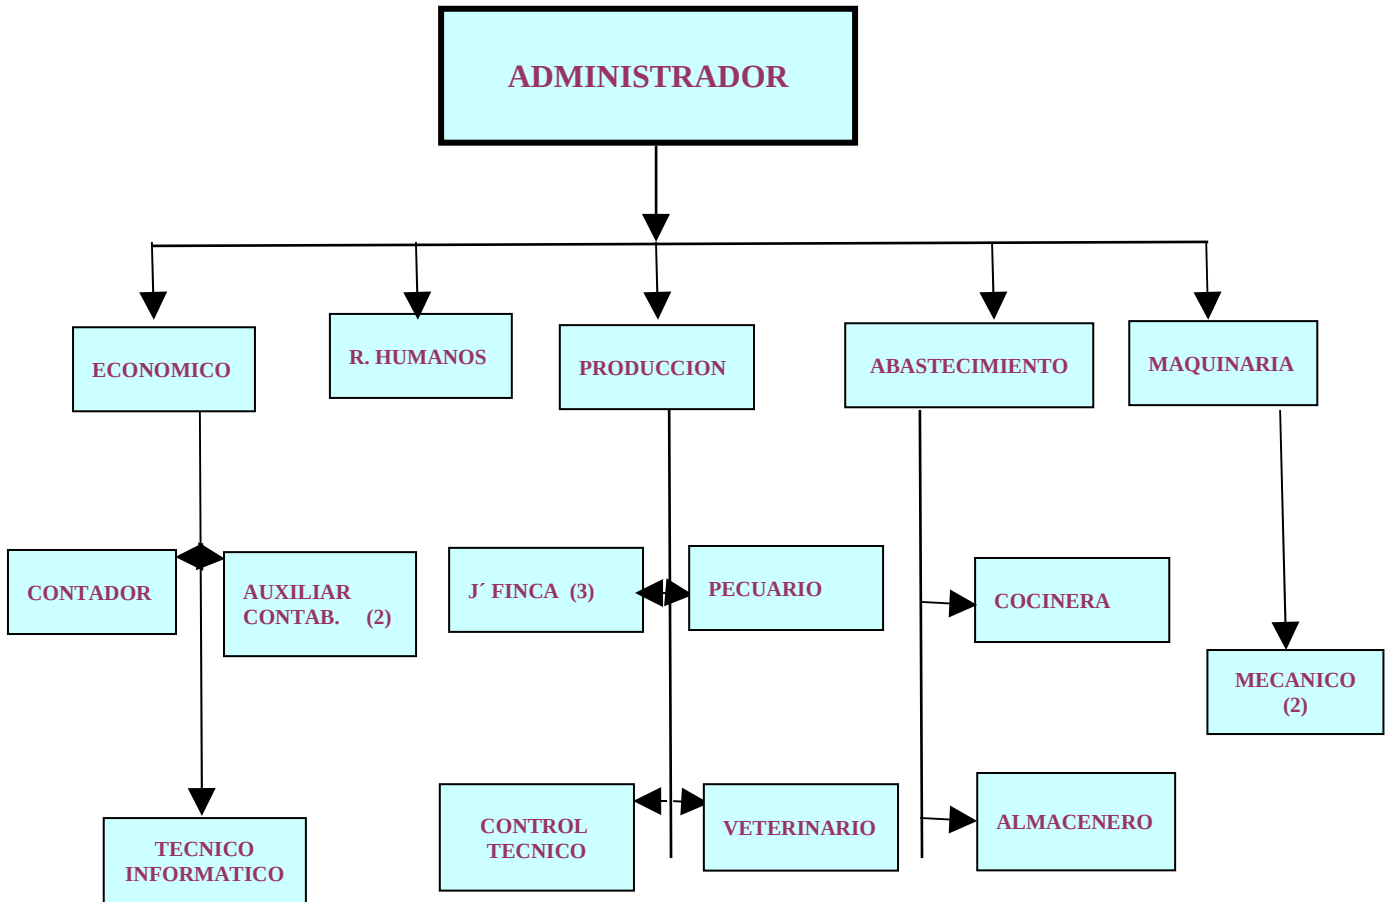 ADMINISTRADOR
ECONOMICO
R. HUMANOS
PRODUCCION
ABASTECIMIENTO
MAQUINARIA
CONTADOR
AUXILIAR
CONTAB. (2)
J´ FINCA (3)
PECUARIO
COCINERA
MECANICO
(2)
TECNICO
INFORMATICO
CONTROL
TECNICO
VETERINARIO
ALMACENERO